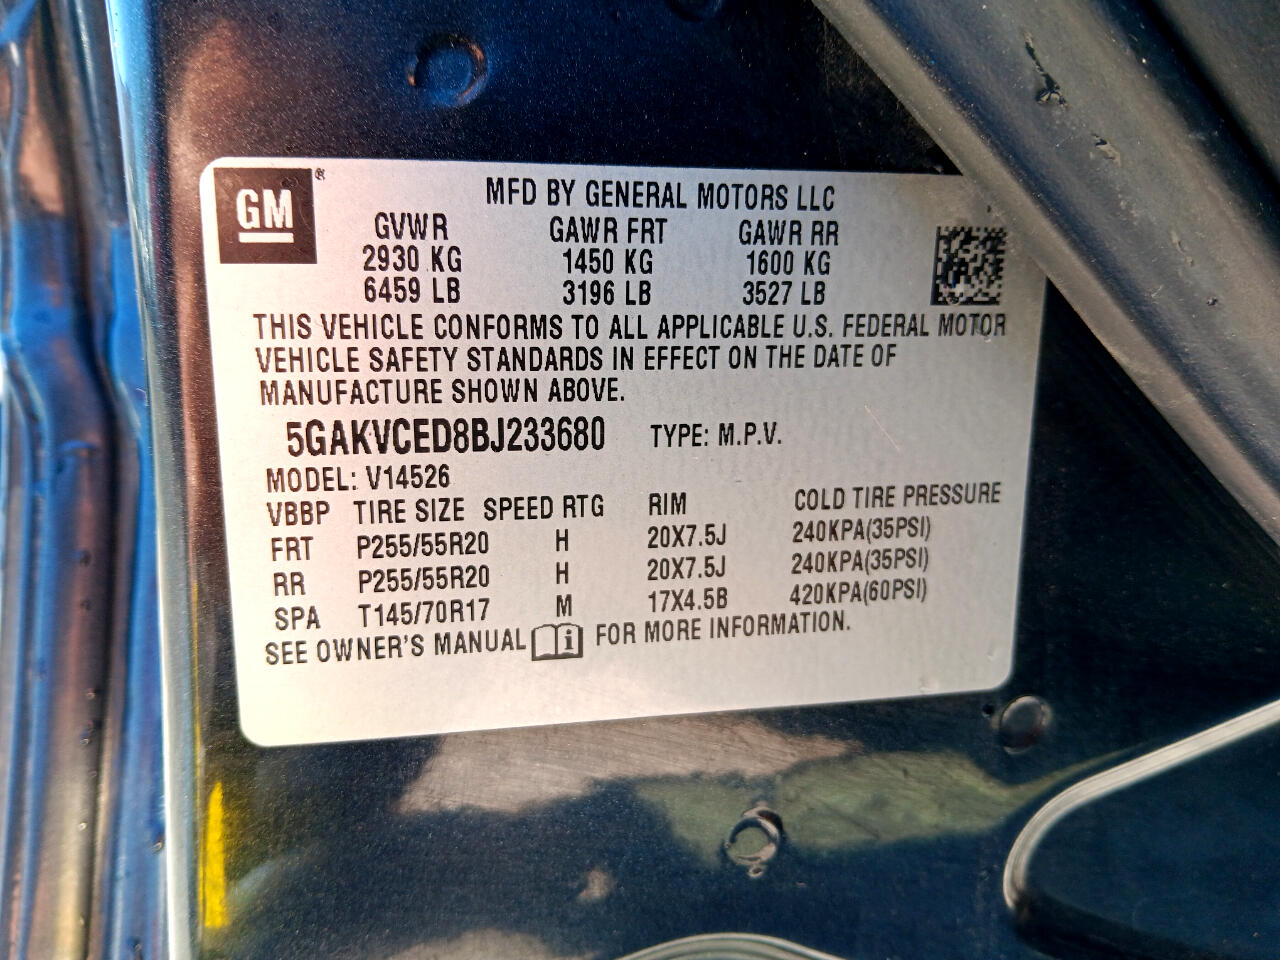 GM ®
MFD BY GENERAL MOTORS LLC
GVWR GAWR FRT GAWR RR
2930 KG 1450 KG 1600 KG
6459 LB 3196 LB 3527 LB
THIS VEHICLE CONFORMS TO ALL APPLICABLE U.S. FEDERAL MOTOR
VEHICLE SAFETY STANDARDS IN EFFECT ON THE DATE OF
MANUFACTURE SHOWN ABOVE.
5GAKVCED8BJ233680 TYPE: M.P.V.
MODEL: V14526
VBBP TIRE SIZE SPEED RTG RIM COLD TIRE PRESSURE
FRT P255/55R20 H 20X7.5J 240KPA(35PSI)
RR P255/55R20 H 20X7.5J 240KPA(35PSI)
SPA T145/70R17 M 17X4.5B 420KPA(60PSI)
SEE OWNER'S MANUAL i FOR MORE INFORMATION.